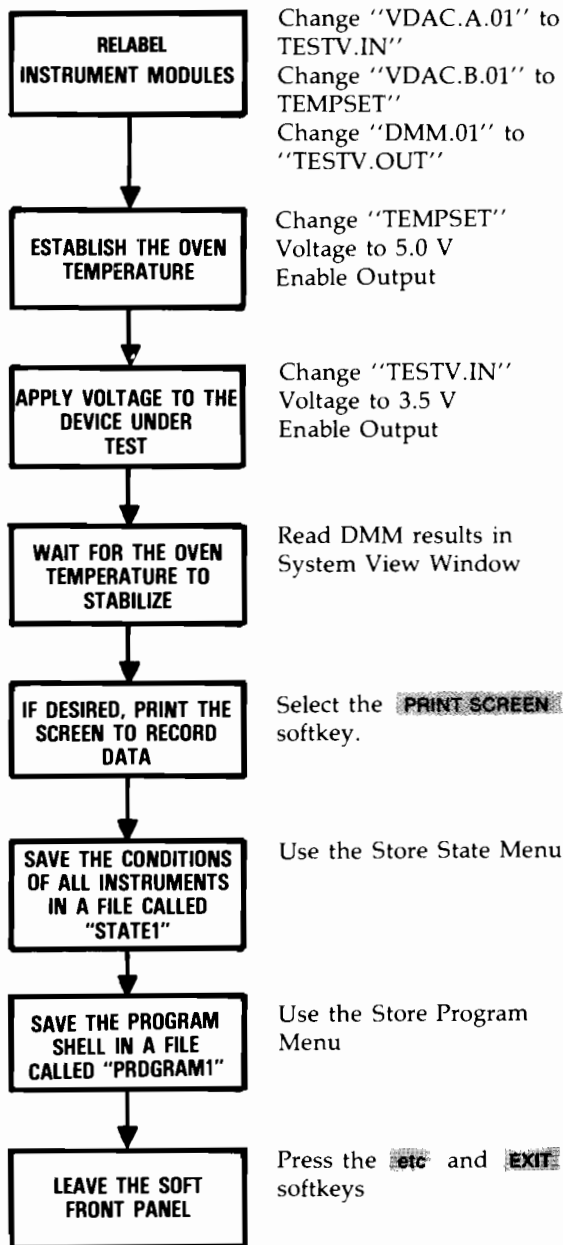 RELABEL
INSTRUMENT MODULES
Change "VDAC.A.01" to
TESTV.IN"
Change "VDAC.B.01" to
TEMPSET"
Change "DMM.01" to
"TESTV.OUT"
ESTABLISH THE OVEN
TEMPERATURE
Change "TEMPSET"
Voltage to 5.0 V
Enable Output
APPLY VOLTAGE TO THE
DEVICE UNDER
TEST
Change "TESTV.IN"
Voltage to 3.5 V
Enable Output
WAIT FOR THE OVEN
TEMPERATURE TO
STABILIZE
Read DMM results in
System View Window
IF DESIRED, PRINT THE
SCREEN TO RECORD
DATA
Select the PRINT SCREEN
softkey.
SAVE THE CONDITIONS
OF ALL INSTRUMENTS
IN A FILE CALLED
"STATE1"
Use the Store State Menu
SAVE THE PROGRAM
SHELL IN A FILE
CALLED "PRDGRAM1"
Use the Store Program
Menu
LEAVE THE SOFT
FRONT PANEL
Press the etc and EXIT
softkeys